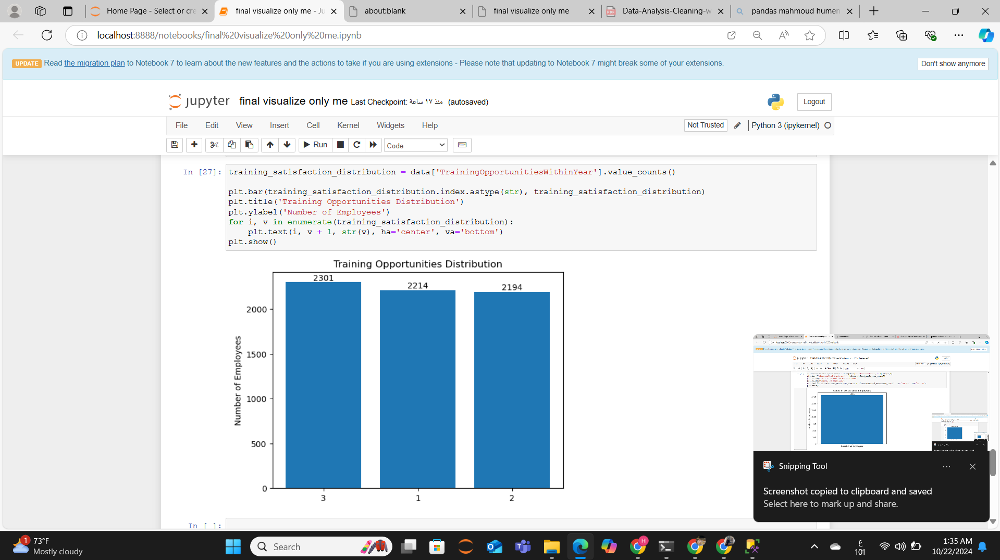 Home Page - Select or cre
final visualize only me - Ju
about:blank
final visualize only me
Data-Analysis-Cleaning-w
pandas mahmoud humen
localhost:8888/notebooks/final%20visualize%20only%20me.ipynb
UPDATE Read the migration plan to Notebook 7 to learn about the new features and the actions to take if you are using extensions - Please note that updating to Notebook 7 might break some of your extensions.
Don't show anymore
jupyter final visualize only me Last Checkpoint: منذ ١٧ ساعة (autosaved)
Logout
File Edit View Insert Cell Kernel Widgets Help
Not Trusted
Python 3 (ipykernel)
Run
Code
In [27]:
training_satisfaction_distribution = data['TrainingOpportunitiesWithinYear'].value_counts()
plt.bar(training_satisfaction_distribution.index.astype(str), training_satisfaction_distribution)
plt.title('Training Opportunities Distribution')
plt.ylabel('Number of Employees')
for i, v in enumerate(training_satisfaction_distribution):
    plt.text(i, v + 1, str(v), ha='center', va='bottom')
plt.show()
Training Opportunities Distribution
2301
2214
2194
2000
1500
1000
500
0
Number of Employees
3 1 2
In [ ]:
Count of Dissatisfied Employees
Dissatisfied Employees
Snipping Tool
Screenshot copied to clipboard and saved
Select here to mark up and share.
1
73°F
Mostly cloudy
Search
H
ع
101
1:35 AM
10/22/2024